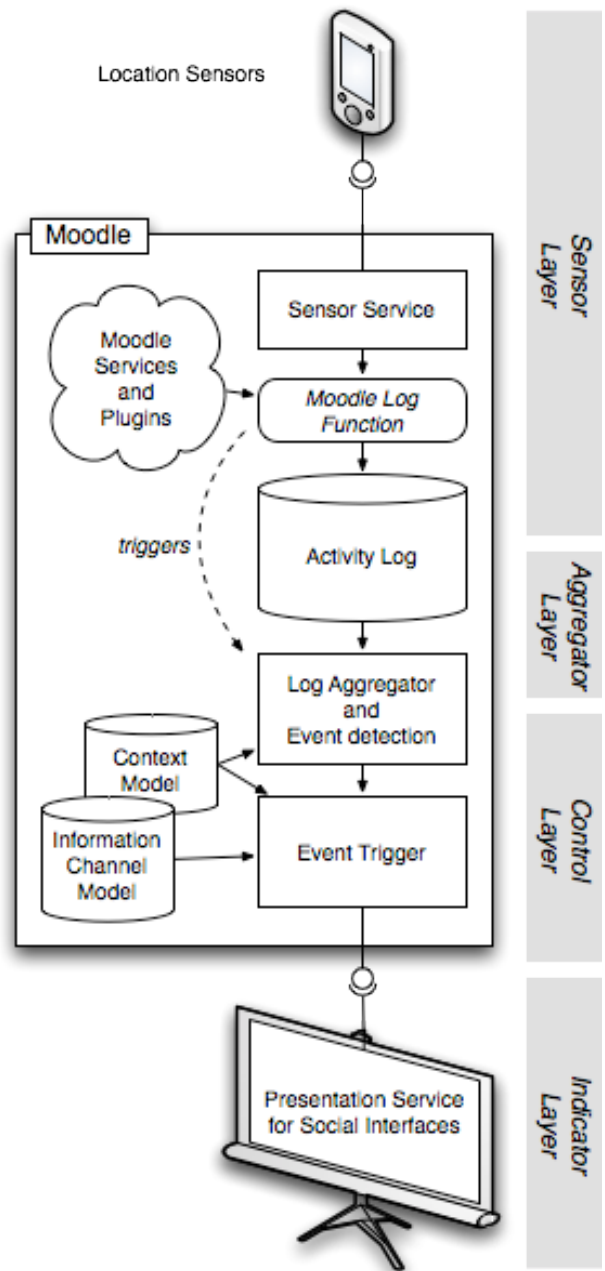 Location Sensors
Moodle
Sensor Service
Moodle
Services
and
Plugins
Moodle Log
Function
triggers
Activity Log
Log Aggregator
and
Event detection
Context
Model
Information
Channel
Model
Event Trigger
Presentation Service
for Social Interfaces
Sensor
Layer
Aggregator
Layer
Control
Layer
Indicator
Layer